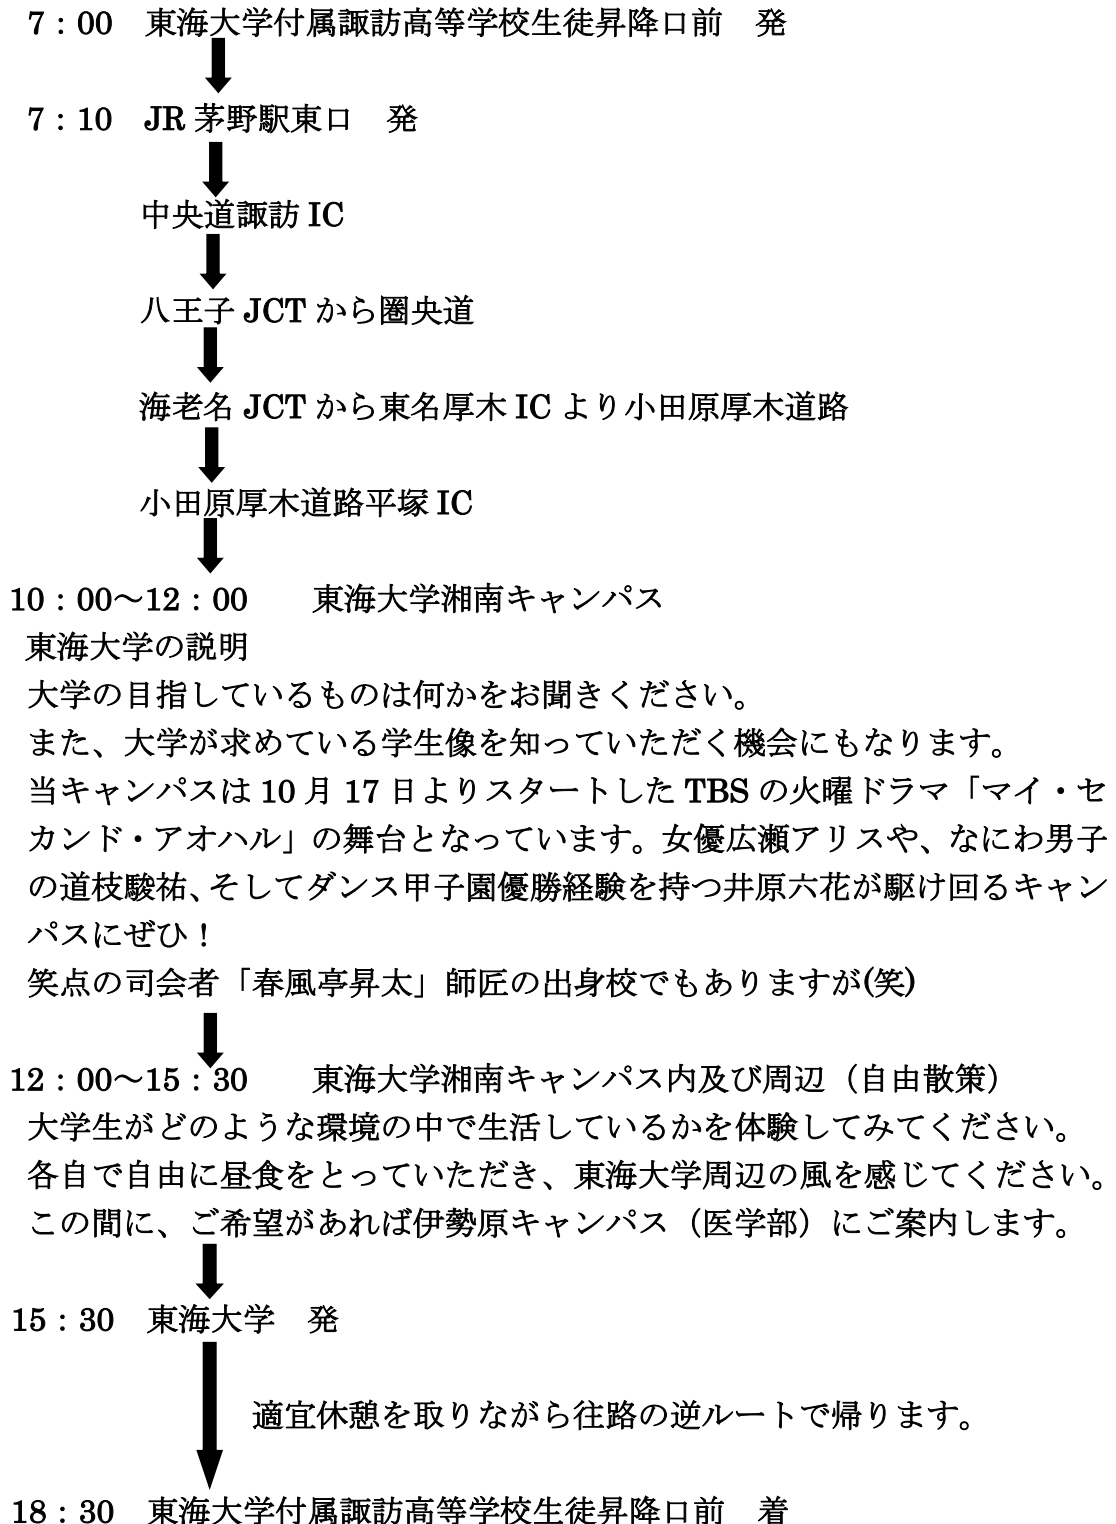 7：00　東海大学付属諏訪高等学校生徒昇降口前　発
7：10　JR 茅野駅東口　発
中央道諏訪 IC
八王子 JCT から圏央道
海老名 JCT から東名厚木 IC より小田原厚木道路
小田原厚木道路平塚 IC
10：00～12：00　　東海大学湘南キャンパス
東海大学の説明
大学の目指しているものは何かをお聞きください。
また、大学が求めている学生像を知っていただく機会にもなります。
当キャンパスは 10 月 17 日よりスタートした TBS の火曜ドラマ「マイ・セ
カンド・アオハル」の舞台となっています。女優広瀬アリスや、なにわ男子
の道枝駿祐、そしてダンス甲子園優勝経験を持つ井原六花が駆け回るキャン
パスにぜひ！
笑点の司会者「春風亭昇太」師匠の出身校でもありますが(笑)
12：00～15：30　　東海大学湘南キャンパス内及び周辺（自由散策）
大学生がどのような環境の中で生活しているかを体験してみてください。
各自で自由に昼食をとっていただき、東海大学周辺の風を感じてください。
この間に、ご希望があれば伊勢原キャンパス（医学部）にご案内します。
15：30　東海大学　発
適宜休憩を取りながら往路の逆ルートで帰ります。
18：30　東海大学付属諏訪高等学校生徒昇降口前　着